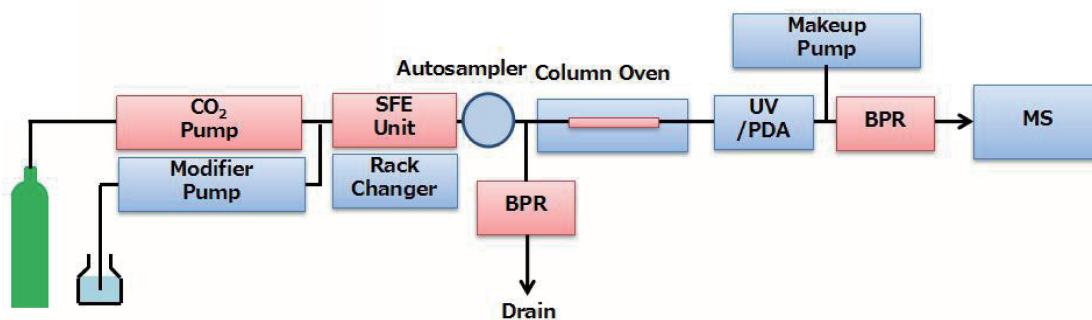 CO₂
Pump
Modifier
Pump
SFE
Unit
Rack
Changer
Autosampler
BPR
Drain
Column Oven
UV
/PDA
Makeup
Pump
BPR
MS